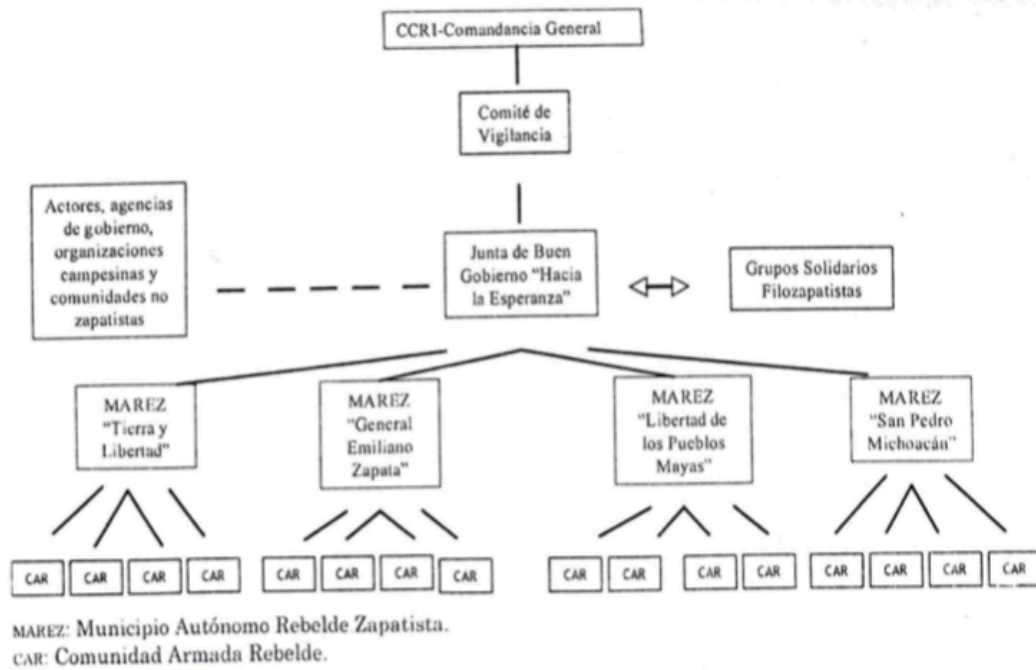 CCRI-Comandancia General
Comité de
Vigilancia
Actores, agencias
de gobierno,
organizaciones
campesinas y
comunidades no
zapatistas
Junta de Buen
Gobierno "Hacia
la Esperanza"
Grupos Solidarios
Filozapatistas
MAREZ
"Tierra y
Libertad"
MAREZ
"General
Emiliano
Zapata"
MAREZ
"Libertad de
los Pueblos
Mayas"
MAREZ
"San Pedro
Michoacán"
CAR CAR CAR CAR CAR CAR CAR CAR CAR CAR CAR CAR CAR CAR CAR CAR
MAREZ: Municipio Autónomo Rebelde Zapatista.
CAR: Comunidad Armada Rebelde.